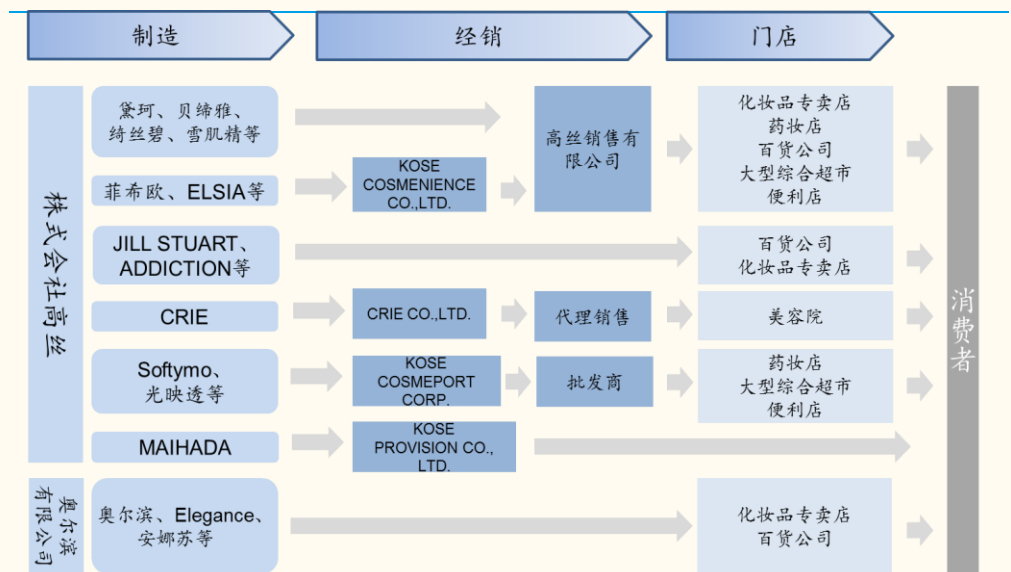 制造
经销
门店
株式会社高丝
黛珂、贝缔雅、
绮丝碧、雪肌精等
高丝销售有
限公司
化妆品专卖店
药妆店
百货公司
大型综合超市
便利店
菲希欧、ELSIA等
KOSE
COSMENIENCE
CO.,LTD.
JILL STUART、
ADDICTION等
百货公司
化妆品专卖店
CRIE
CRIE CO.,LTD.
代理销售
美容院
Softymo、
光映透等
KOSE
COSMEPORT
CORP.
批发商
药妆店
大型综合超市
便利店
MAIHADA
KOSE
PROVISION CO.,
LTD.
奥尔滨
有限公司
奥尔滨、Elegance、
安娜苏等
化妆品专卖店
百货公司
消费者